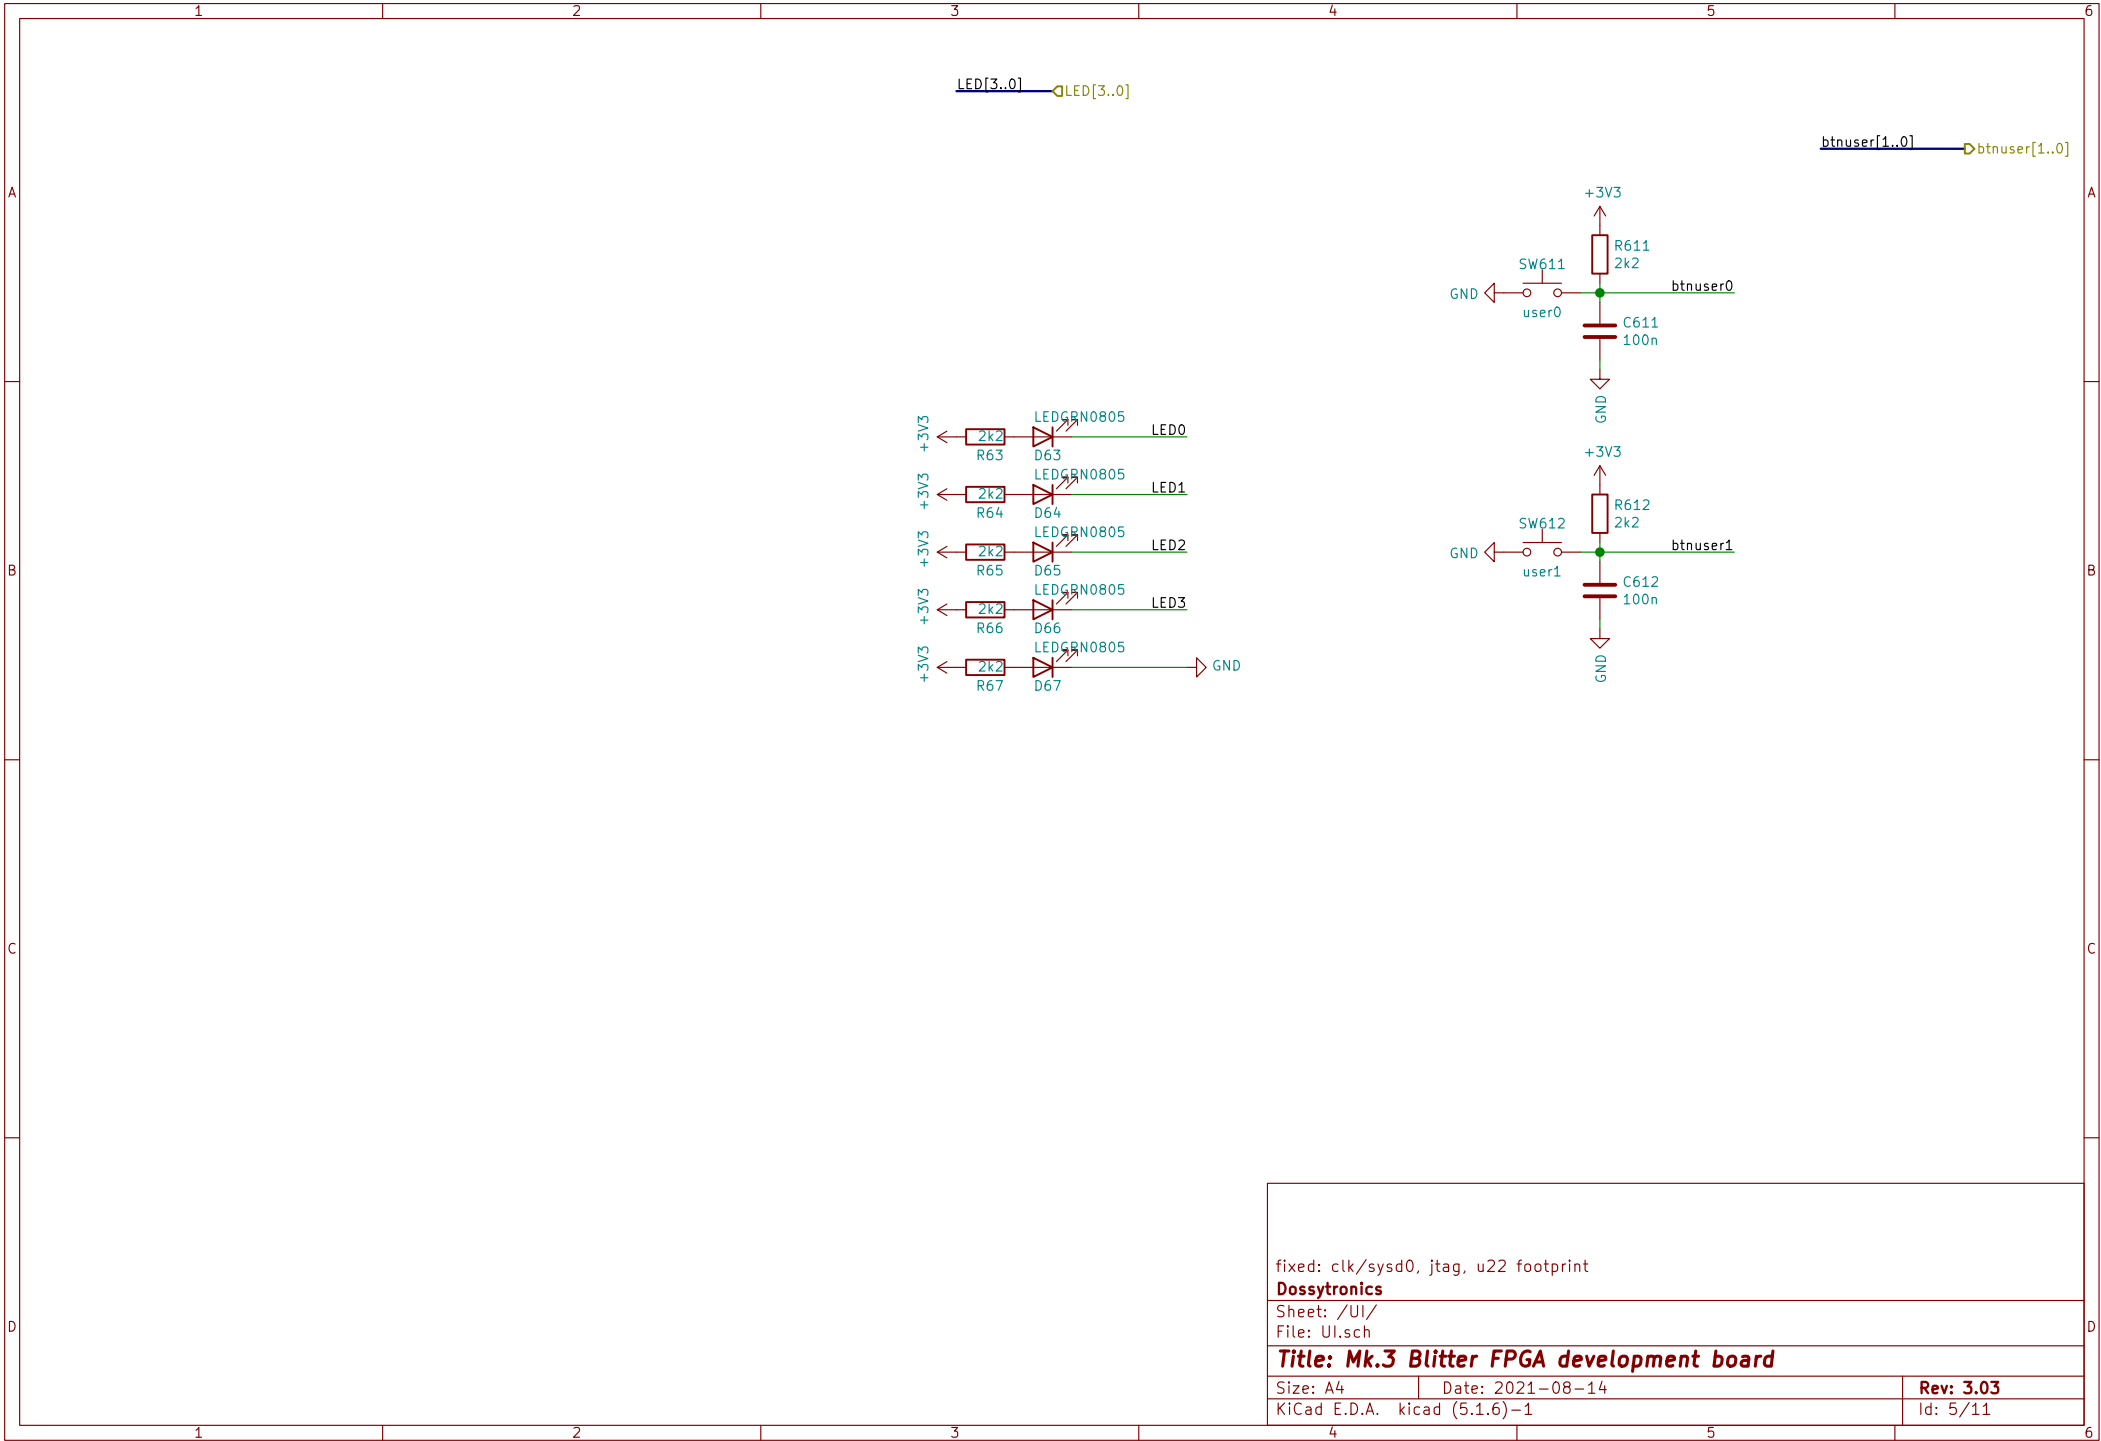 1 2 3 4 5 6
LED[3..0] LED[3..0]
btnuser[1..0] btnuser[1..0]
A A
+3V3
R611
2k2
SW611
GND
btnuser0
user0
C611
100n
GND
+3V3 2k2 LEDGRN0805 LED0
R63 D63
+3V3 2k2 LEDGRN0805 LED1
R64 D64
+3V3 2k2 LEDGRN0805 LED2
R65 D65
+3V3 2k2 LEDGRN0805 LED3
R66 D66
+3V3 2k2 LEDGRN0805 GND
R67 D67
+3V3
R612
2k2
SW612
GND
btnuser1
user1
C612
100n
GND
B B
C C
D D
fixed: clk/sysd0, jtag, u22 footprint
Dossytronics
Sheet: /UI/
File: UI.sch
Title: Mk.3 Blitter FPGA development board
Size: A4 Date: 2021-08-14 Rev: 3.03
KiCad E.D.A. kicad (5.1.6)-1 Id: 5/11
1 2 3 4 5 6